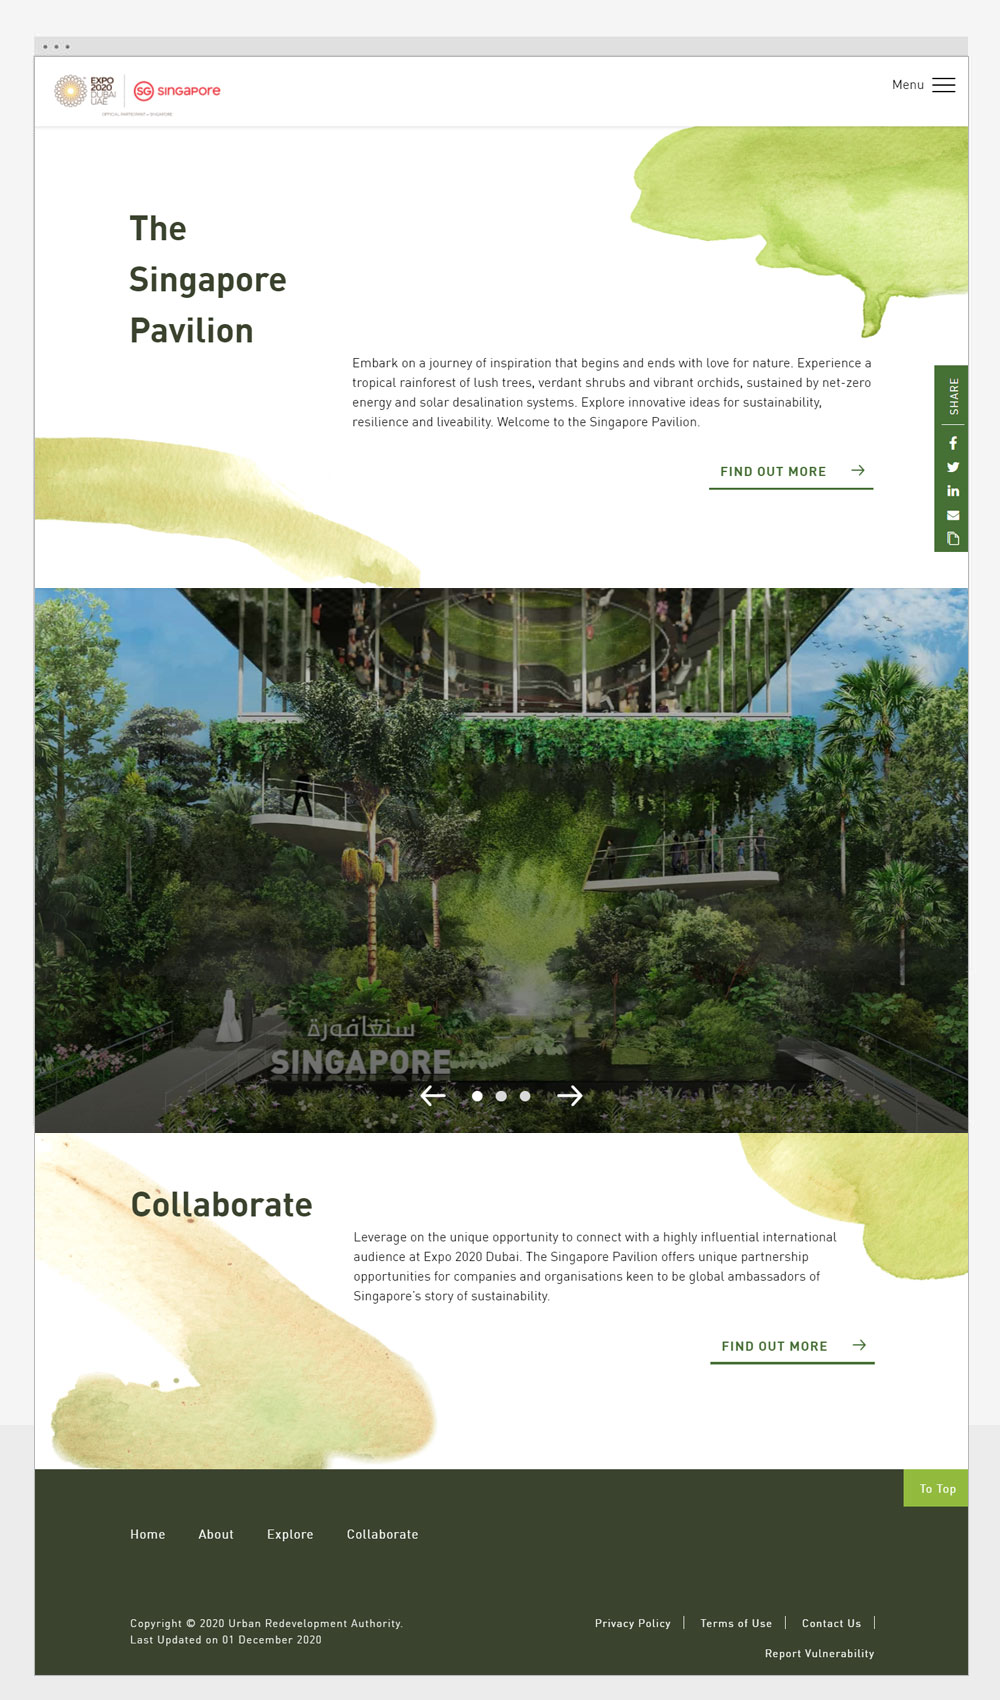 EXPO
2020
DUBAI
UAE
SG singapore
OFFICIAL PARTICIPANT – SINGAPORE
Menu
The
Singapore
Pavilion
Embark on a journey of inspiration that begins and ends with love for nature. Experience a
tropical rainforest of lush trees, verdant shrubs and vibrant orchids, sustained by net-zero
energy and solar desalination systems. Explore innovative ideas for sustainability,
resilience and liveability. Welcome to the Singapore Pavilion.
FIND OUT MORE
SHARE
سنغافورة
SINGAPORE
Collaborate
Leverage on the unique opportunity to connect with a highly influential international
audience at Expo 2020 Dubai. The Singapore Pavilion offers unique partnership
opportunities for companies and organisations keen to be global ambassadors of
Singapore's story of sustainability.
FIND OUT MORE
To Top
Home About Explore Collaborate
Copyright © 2020 Urban Redevelopment Authority.
Last Updated on 01 December 2020
Privacy Policy | Terms of Use | Contact Us |
Report Vulnerability